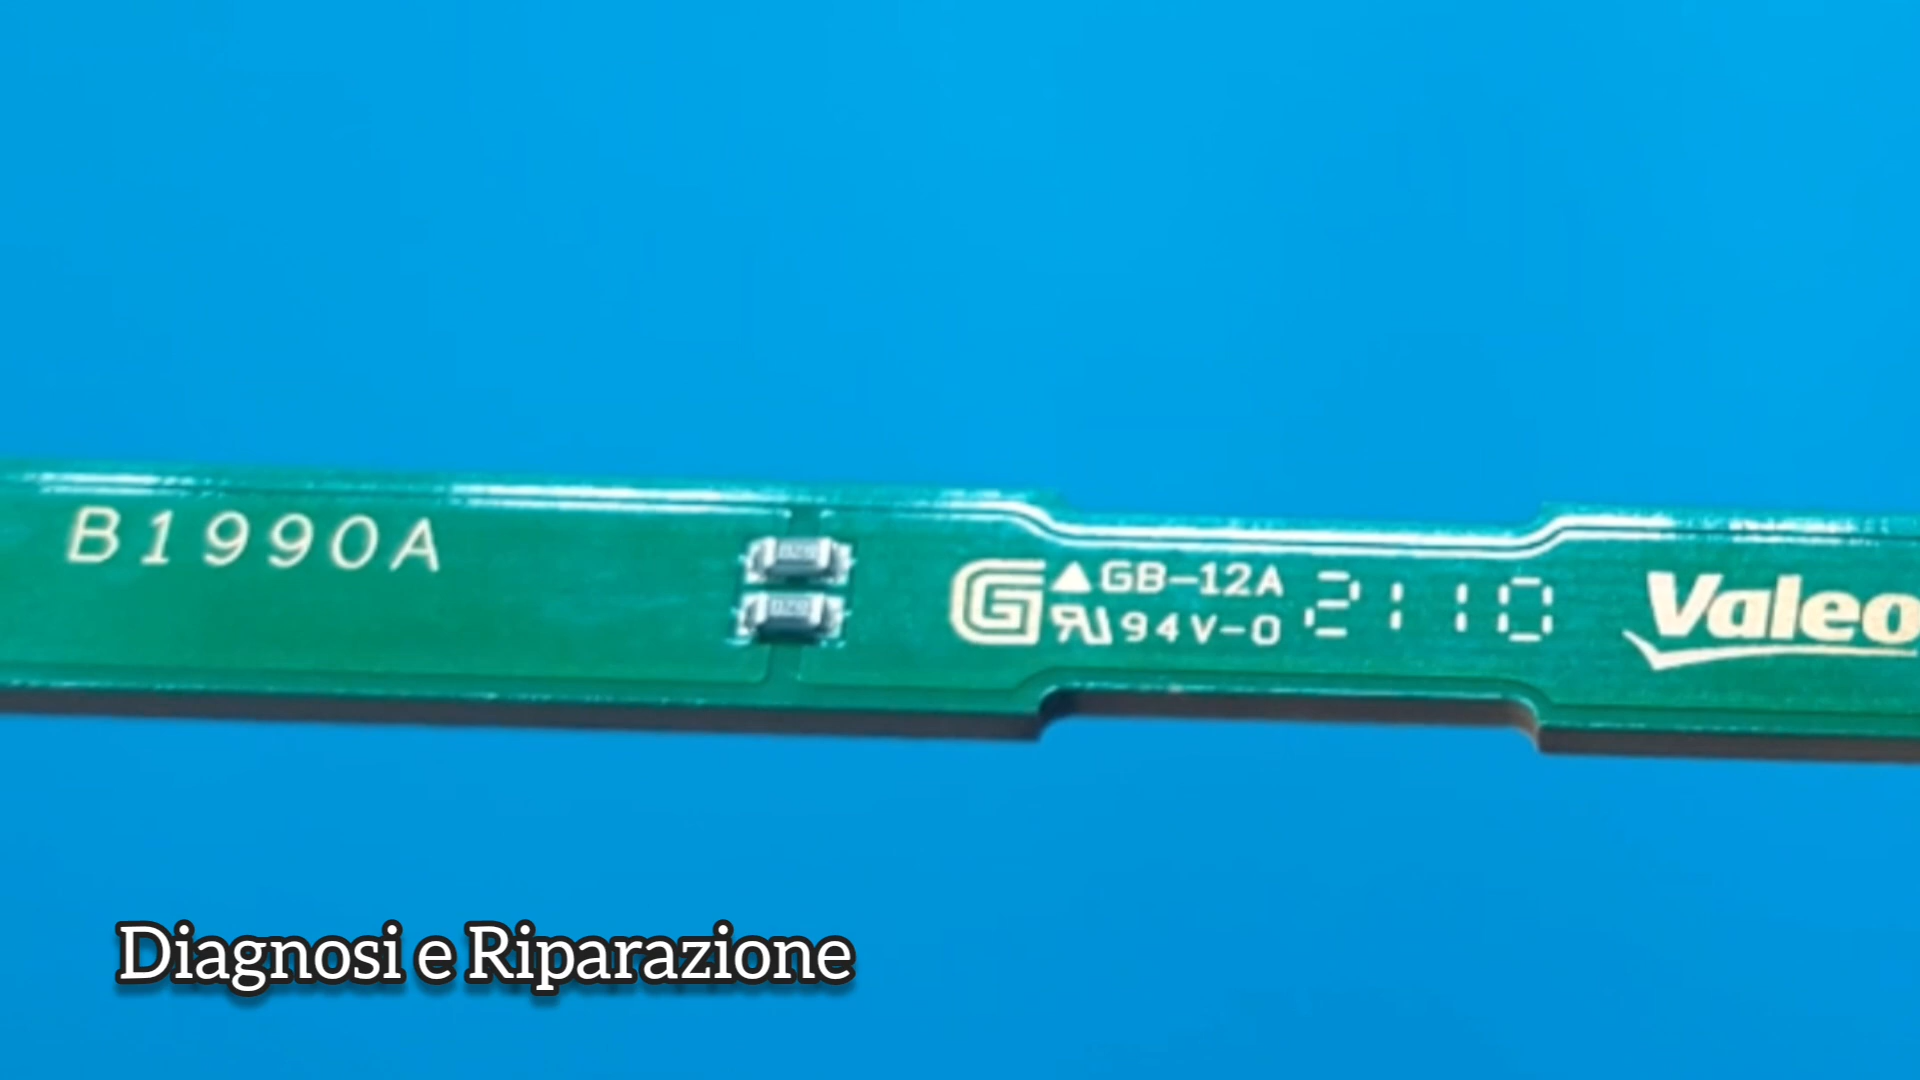 B1990A
GB-12A
94V-0
2110
Valeo
Diagnosi e Riparazione